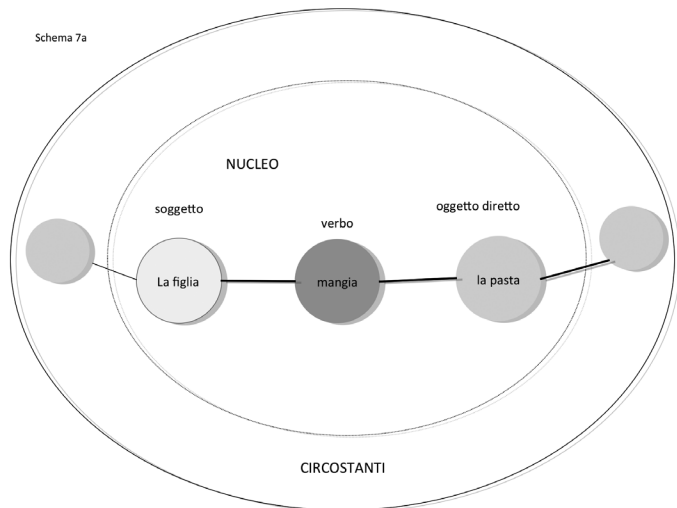 Schema 7a
NUCLEO
soggetto
verbo
oggetto diretto
La figlia
mangia
la pasta
CIRCOSTANTI